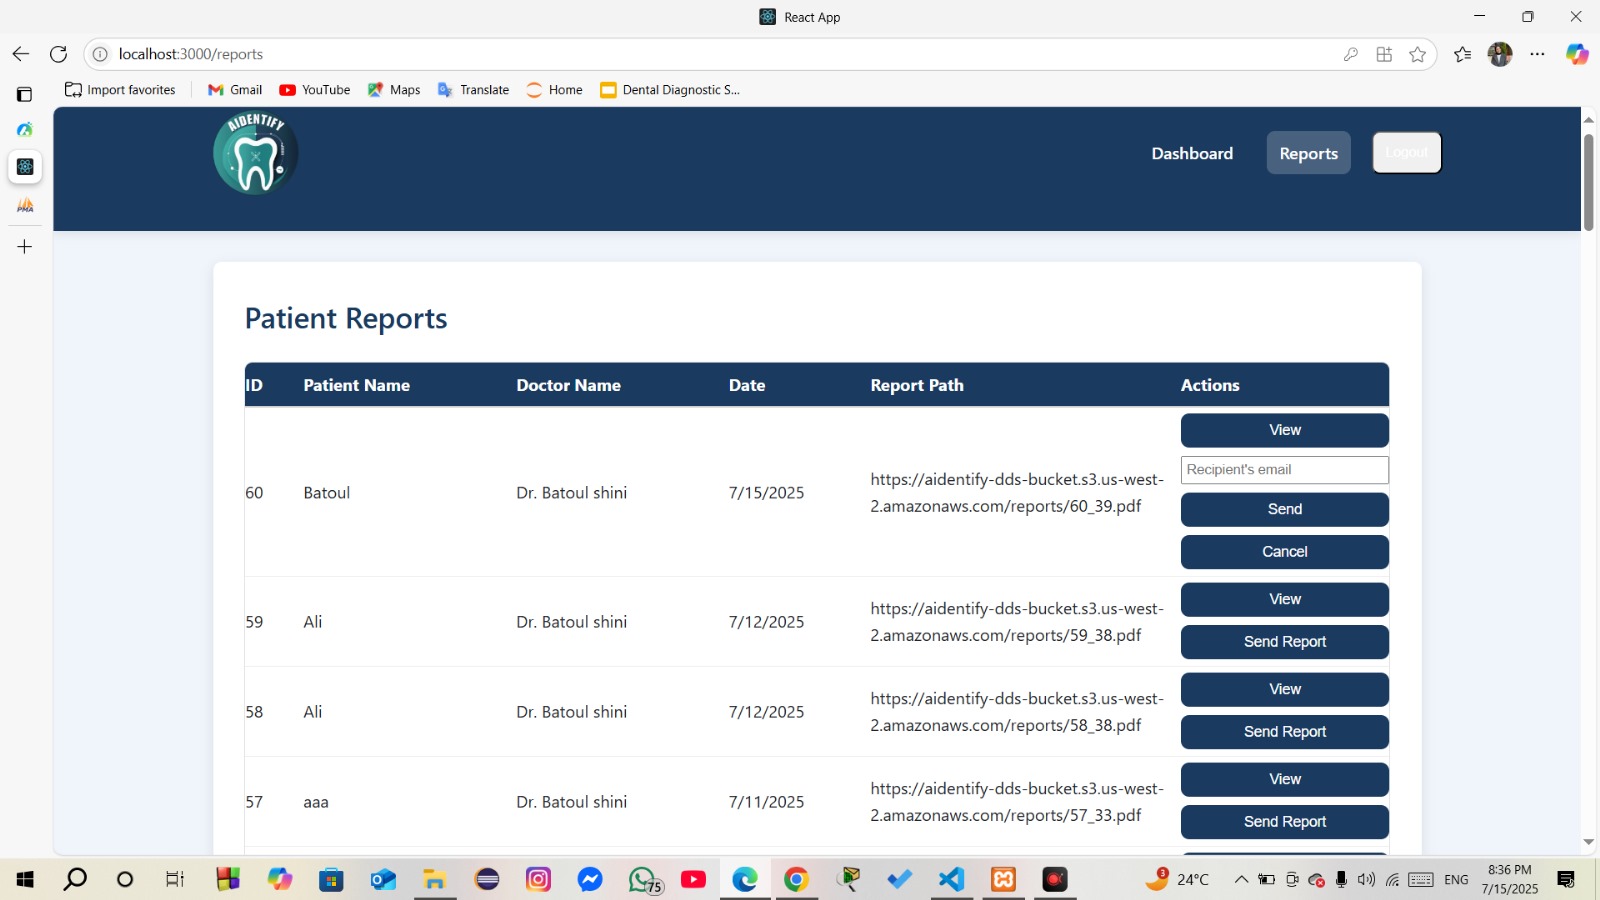 React App
localhost:3000/reports
Import favorites
Gmail
YouTube
Maps
Translate
Home
Dental Diagnostic S...
PMA
AIDENTIFY
Dashboard
Reports
Logout
Patient Reports
ID Patient Name Doctor Name Date Report Path Actions
View
Recipient's email
60 Batoul Dr. Batoul shini 7/15/2025 https://aidentify-dds-bucket.s3.us-west-
2.amazonaws.com/reports/60_39.pdf
Send
Cancel
View
59 Ali Dr. Batoul shini 7/12/2025 https://aidentify-dds-bucket.s3.us-west-
2.amazonaws.com/reports/59_38.pdf
Send Report
View
58 Ali Dr. Batoul shini 7/12/2025 https://aidentify-dds-bucket.s3.us-west-
2.amazonaws.com/reports/58_38.pdf
Send Report
View
57 aaa Dr. Batoul shini 7/11/2025 https://aidentify-dds-bucket.s3.us-west-
2.amazonaws.com/reports/57_33.pdf
Send Report
75
3
24°C
ENG
8:36 PM
7/15/2025